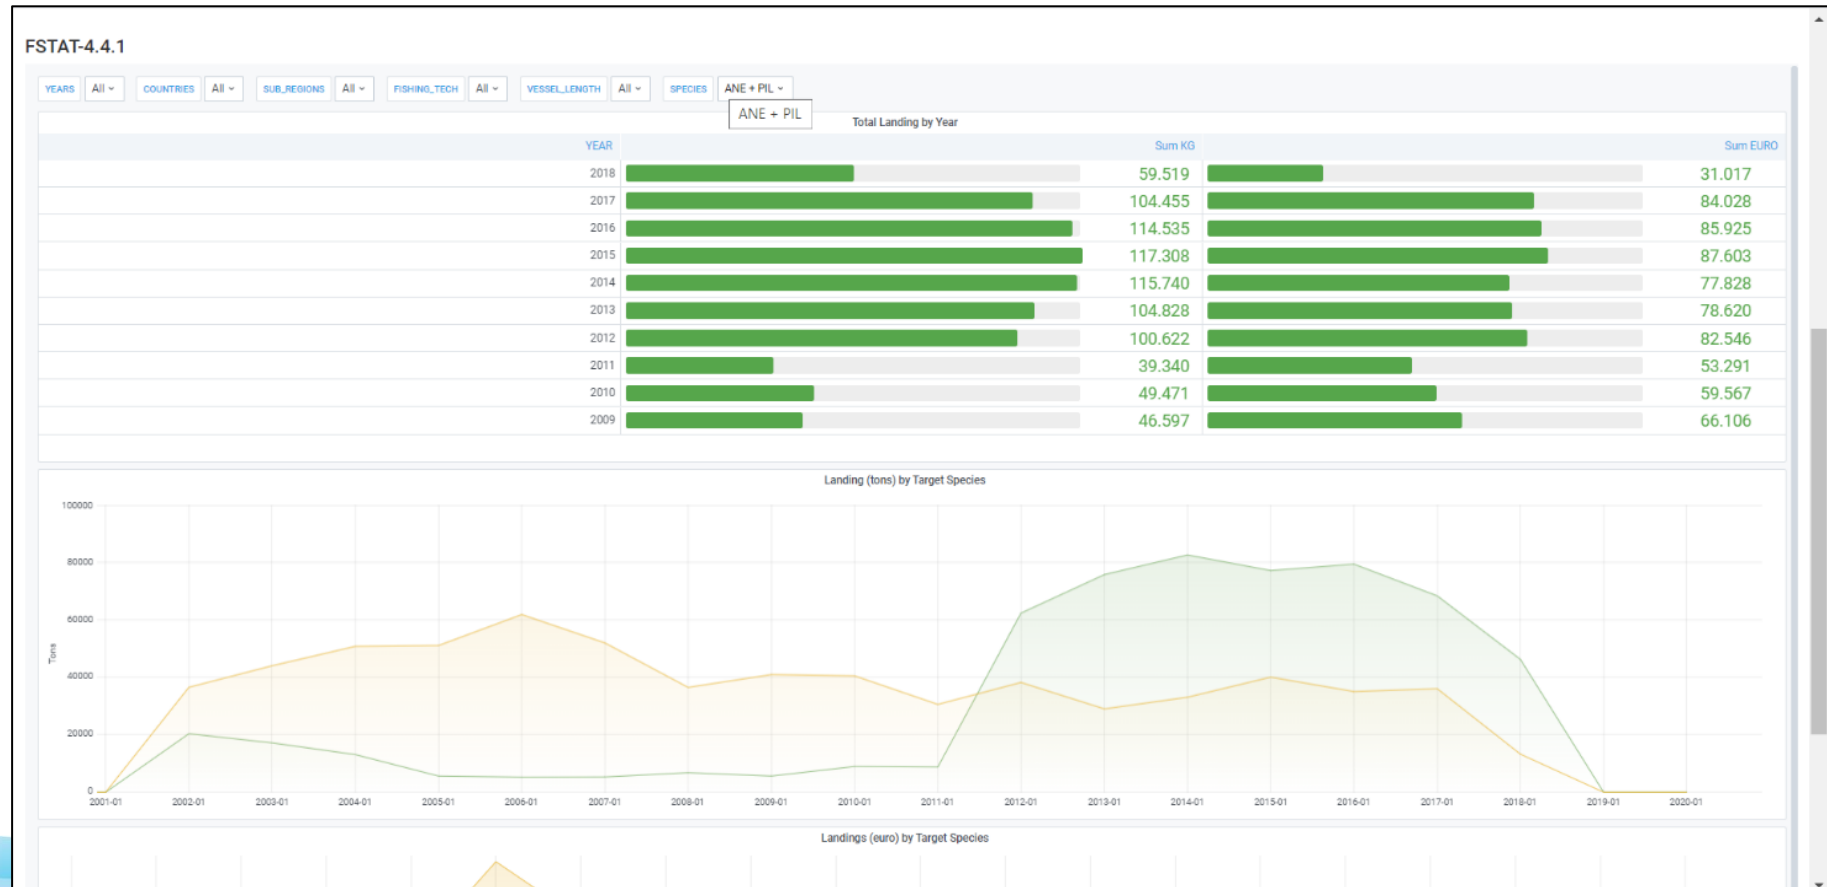 FSTAT-4.4.1
YEARS All COUNTRIES All SUB_REGIONS All FISHING_TECH All VESSEL_LENGTH All SPECIES ANE + PIL
ANE + PIL
Total Landing by Year
YEAR Sum KG Sum EURO
2018 59.519 31.017
2017 104.455 84.028
2016 114.535 85.925
2015 117.308 87.603
2014 115.740 77.828
2013 104.828 78.620
2012 100.622 82.546
2011 39.340 53.291
2010 49.471 59.567
2009 46.597 66.106
Landing (tons) by Target Species
100000
80000
60000
40000
20000
0
Tons
2001-01 2002-01 2003-01 2004-01 2005-01 2006-01 2007-01 2008-01 2009-01 2010-01 2011-01 2012-01 2013-01 2014-01 2015-01 2016-01 2017-01 2018-01 2019-01 2020-01
Landings (euro) by Target Species